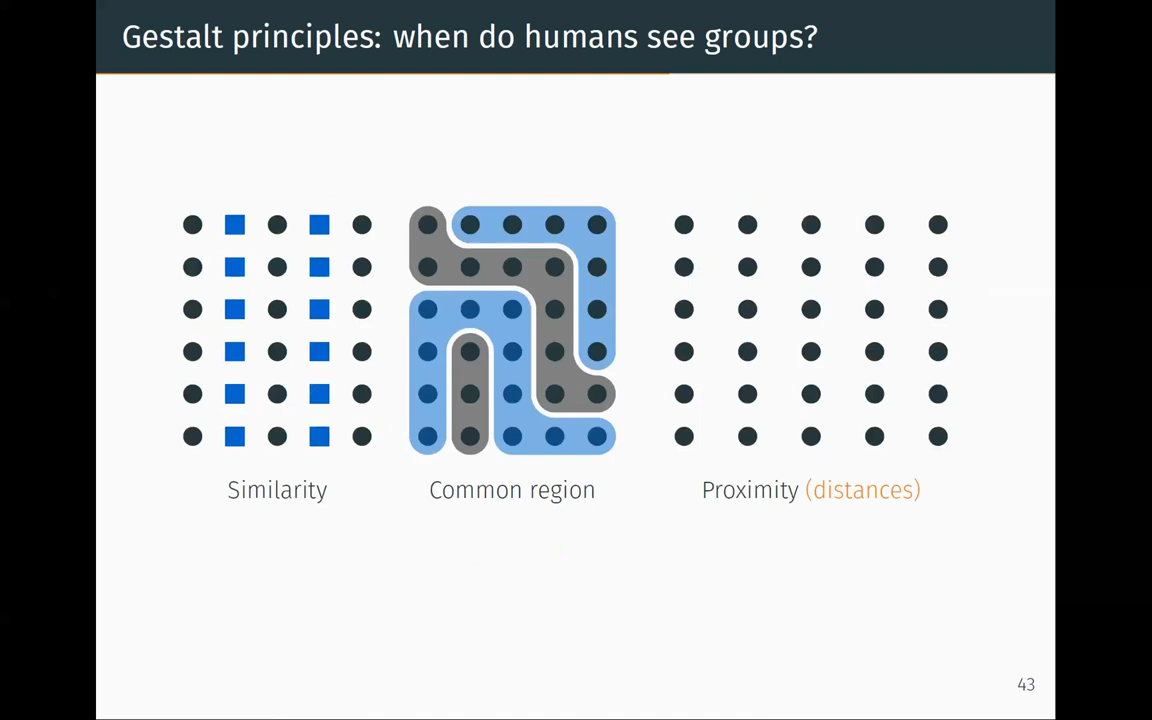 Gestalt principles: when do humans see groups?
Similarity
Common region
Proximity (distances)
43